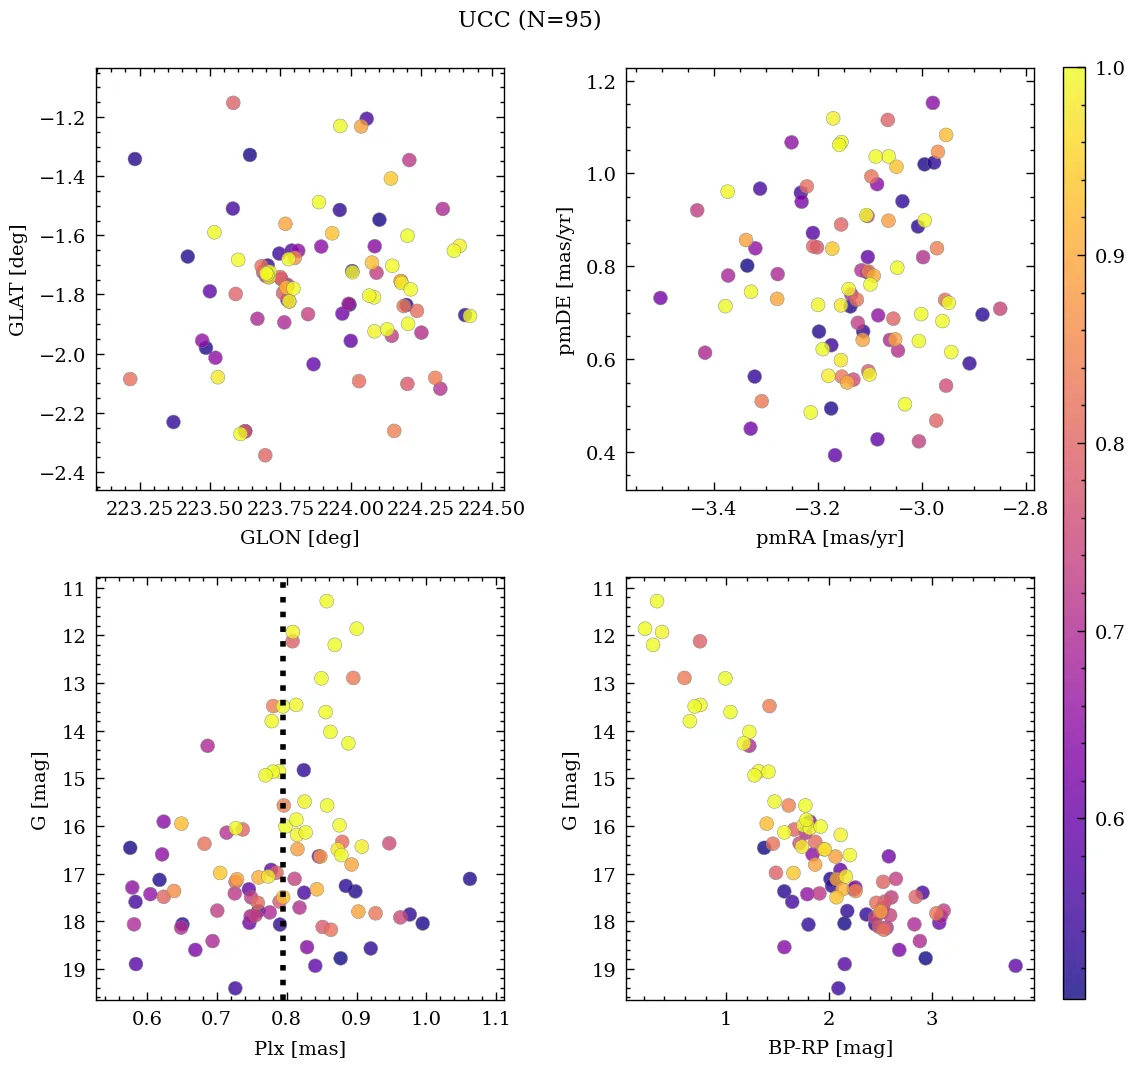 UCC (N=95)
−1.2
−1.4
−1.6
−1.8
−2.0
−2.2
−2.4
GLAT [deg]
223.25 223.50 223.75 224.00 224.25 224.50
GLON [deg]
1.2
1.0
0.8
0.6
0.4
pmDE [mas/yr]
−3.4 −3.2 −3.0 −2.8
pmRA [mas/yr]
11
12
13
14
15
16
17
18
19
G [mag]
0.6 0.7 0.8 0.9 1.0 1.1
Plx [mas]
11
12
13
14
15
16
17
18
19
G [mag]
1 2 3
BP-RP [mag]
1.0
0.9
0.8
0.7
0.6